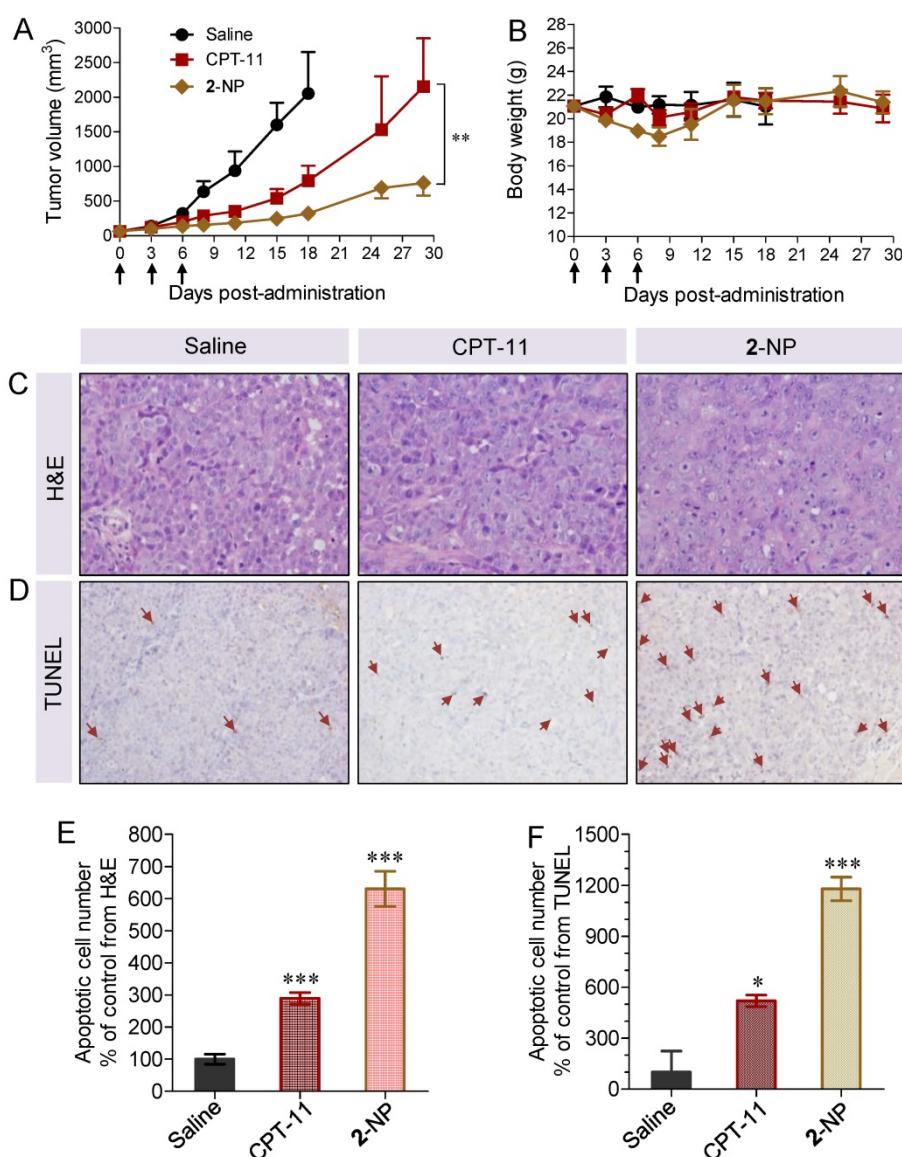 A
Tumor volume (mm³)
3000
2500
2000
1500
1000
500
0
Saline
CPT-11
2-NP
**
0 3 6 9 12 15 18 21 24 27 30
Days post-administration
B
Body weight (g)
26
24
22
20
18
16
14
12
10
0 3 6 9 12 15 18 21 24 27 30
Days post-administration
Saline CPT-11 2-NP
C
H&E
D
TUNEL
E
Apoptotic cell number
% of control from H&E
800
700
600
500
400
300
200
100
0
***
***
Saline
CPT-11
2-NP
F
Apoptotic cell number
% of control from TUNEL
1500
1200
900
600
300
0
*
***
Saline
CPT-11
2-NP